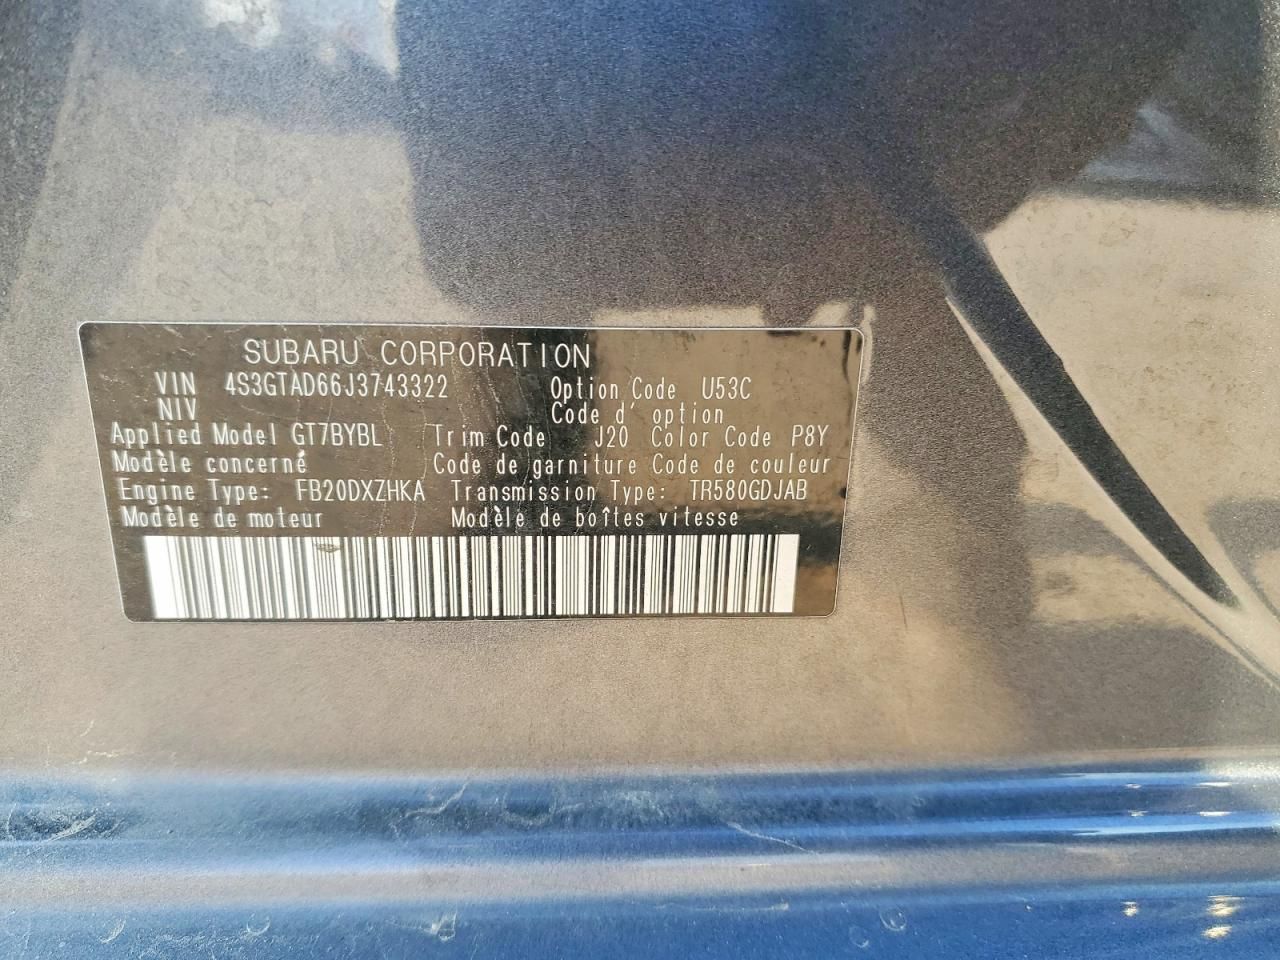 SUBARU CORPORATION
VIN 4S3GTAD66J3743322 Option Code U53C
NIV Code d' option
Applied Model GT7BYBL Trim Code J20 Color Code P8Y
Modèle concerné Code de garniture Code de couleur
Engine Type: FB20DXZHKA Transmission Type: TR580GDJAB
Modèle de moteur Modèle de boîtes vitesse